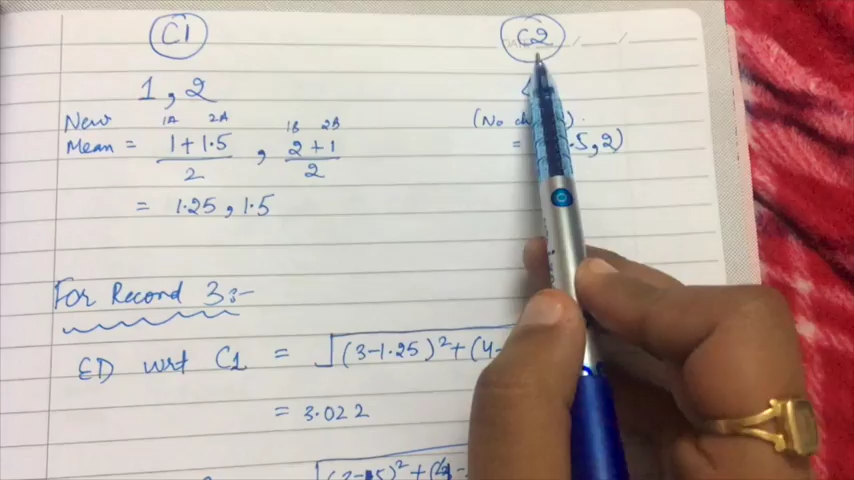 C1
C2
1, 2
New
1A 2A
1B 2B
(No
Mean = 1 + 1.5 / 2 , 2 + 1 / 2
= .5, 2)
= 1.25, 1.5
For Record 3:-
ED wrt C1 = √(3-1.25)² + (4-
= 3.022